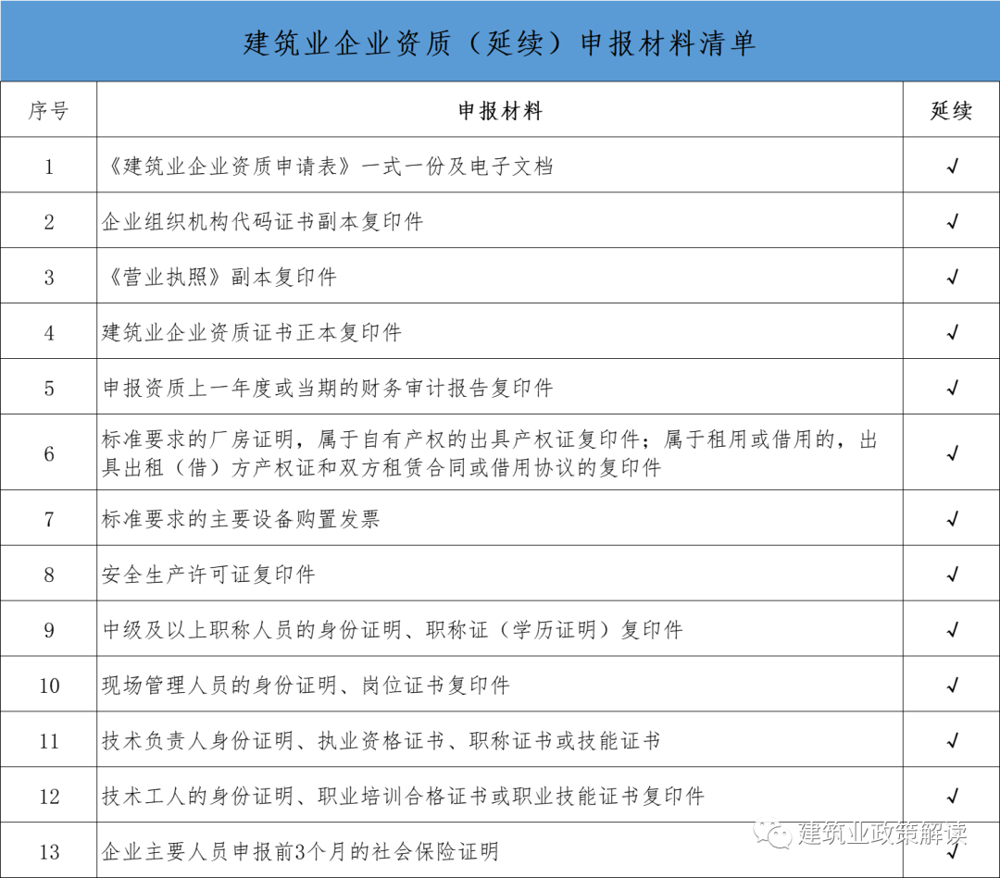 建筑业企业资质（延续）申报材料清单
序号 申报材料 延续
1 《建筑业企业资质申请表》一式一份及电子文档 √
2 企业组织机构代码证书副本复印件 √
3 《营业执照》副本复印件 √
4 建筑业企业资质证书正本复印件 √
5 申报资质上一年度或当期的财务审计报告复印件 √
6 标准要求的厂房证明，属于自有产权的出具产权证复印件；属于租用或借用的，出 √
具出租（借）方产权证和双方租赁合同或借用协议的复印件
7 标准要求的主要设备购置发票 √
8 安全生产许可证复印件 √
9 中级及以上职称人员的身份证明、职称证（学历证明）复印件 √
10 现场管理人员的身份证明、岗位证书复印件 √
11 技术负责人身份证明、执业资格证书、职称证书或技能证书 √
12 技术工人的身份证明、职业培训合格证书或职业技能证书复印件 √
13 企业主要人员申报前3个月的社会保险证明 √
建筑业政策解读